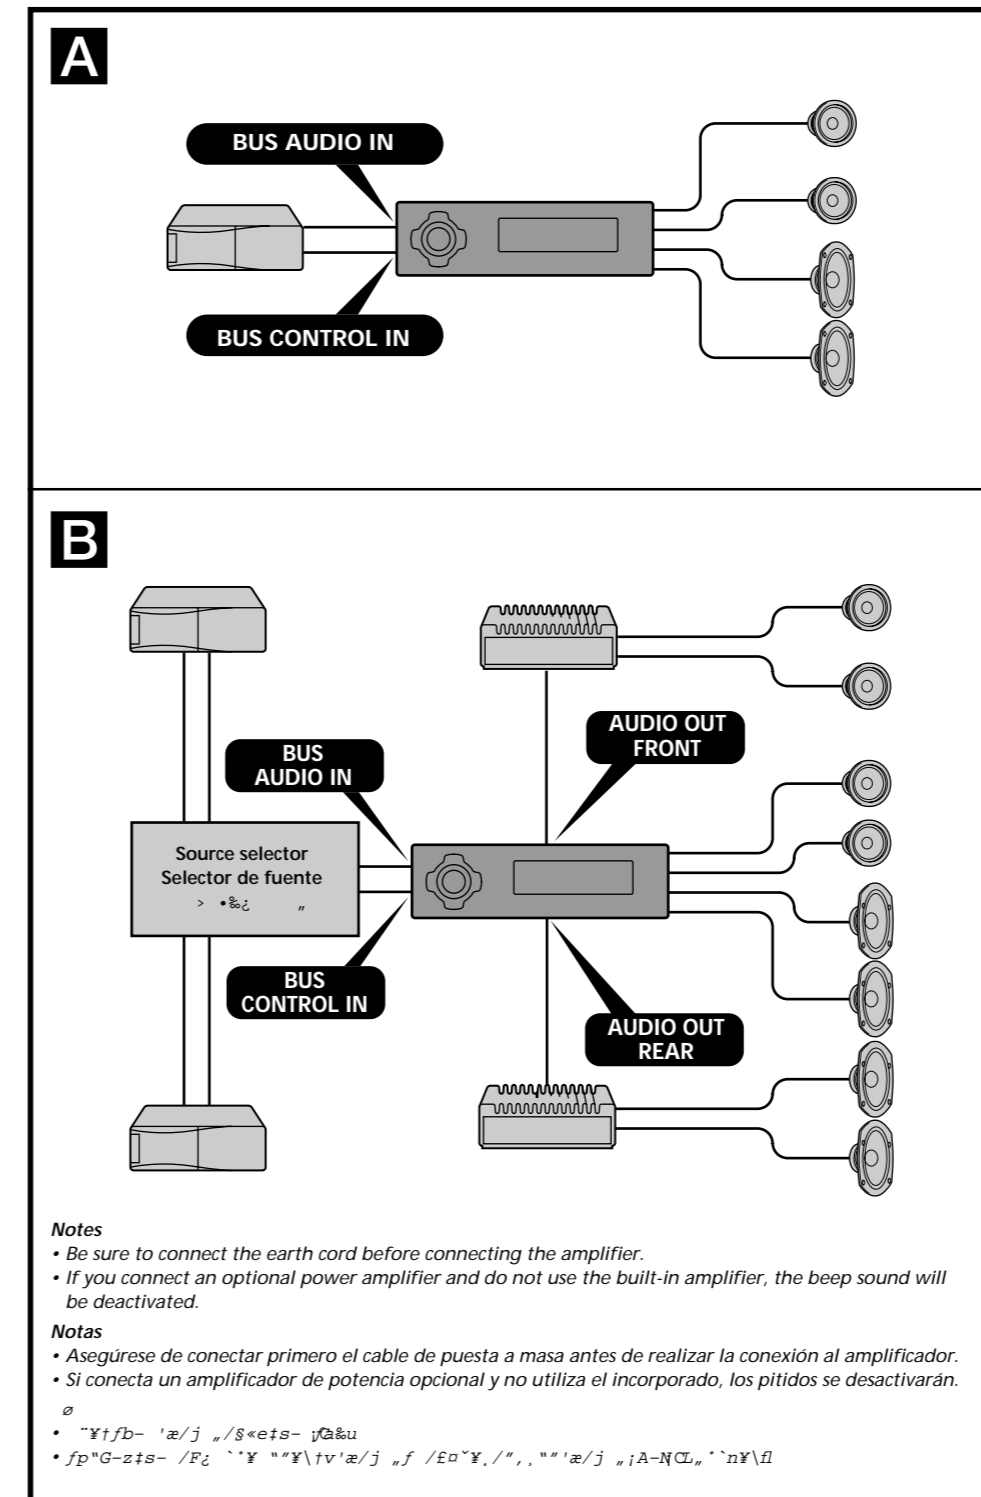 A
BUS AUDIO IN
BUS CONTROL IN
B
BUS
AUDIO IN
AUDIO OUT
FRONT
Source selector
Selector de fuente
BUS
CONTROL IN
AUDIO OUT
REAR
Notes
• Be sure to connect the earth cord before connecting the amplifier.
• If you connect an optional power amplifier and do not use the built-in amplifier, the beep sound will
be deactivated.
Notas
• Asegúrese de conectar primero el cable de puesta a masa antes de realizar la conexión al amplificador.
• Si conecta un amplificador de potencia opcional y no utiliza el incorporado, los pitidos se desactivarán.